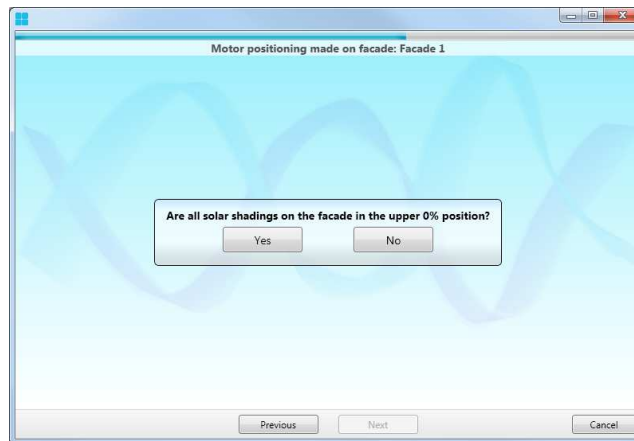 Motor positioning made on facade: Facade 1
Are all solar shadings on the facade in the upper 0% position?
Yes No
Previous Next Cancel